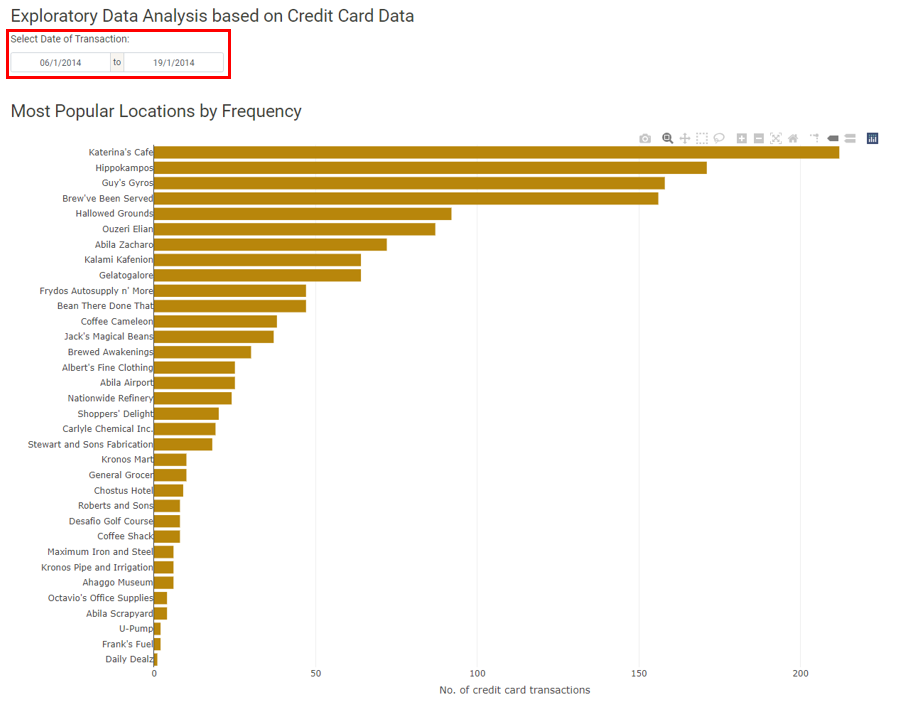 Exploratory Data Analysis based on Credit Card Data
Select Date of Transaction:
06/1/2014 to 19/1/2014
Most Popular Locations by Frequency
Katerina's Cafe
Hippokampos
Guy's Gyros
Brew've Been Served
Hallowed Grounds
Ouzeri Elian
Abila Zacharo
Kalami Kafenion
Gelatogalore
Frydos Autosupply n' More
Bean There Done That
Coffee Cameleon
Jack's Magical Beans
Brewed Awakenings
Albert's Fine Clothing
Abila Airport
Nationwide Refinery
Shoppers' Delight
Carlyle Chemical Inc.
Stewart and Sons Fabrication
Kronos Mart
General Grocer
Chostus Hotel
Roberts and Sons
Desafio Golf Course
Coffee Shack
Maximum Iron and Steel
Kronos Pipe and Irrigation
Ahaggo Museum
Octavio's Office Supplies
Abila Scrapyard
U-Pump
Frank's Fuel
Daily Dealz
0 50 100 150 200
No. of credit card transactions